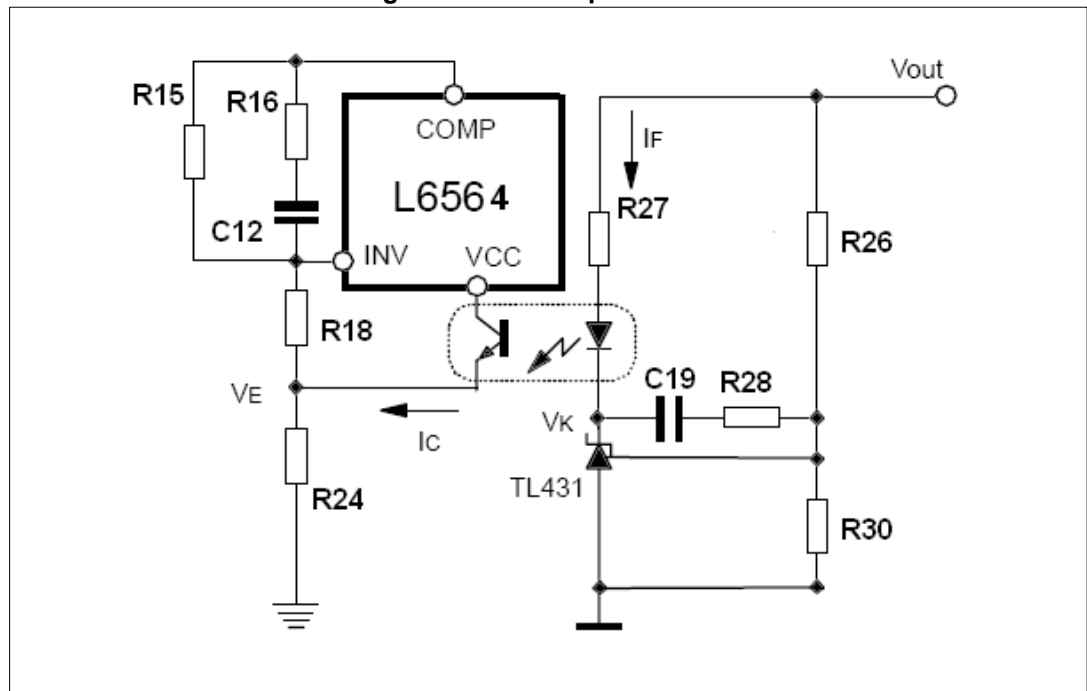 Vout
R15
R16
COMP
IF
L6564
R27
C12
INV
VCC
R26
R18
C19
R28
VE
VK
IC
TL431
R24
R30